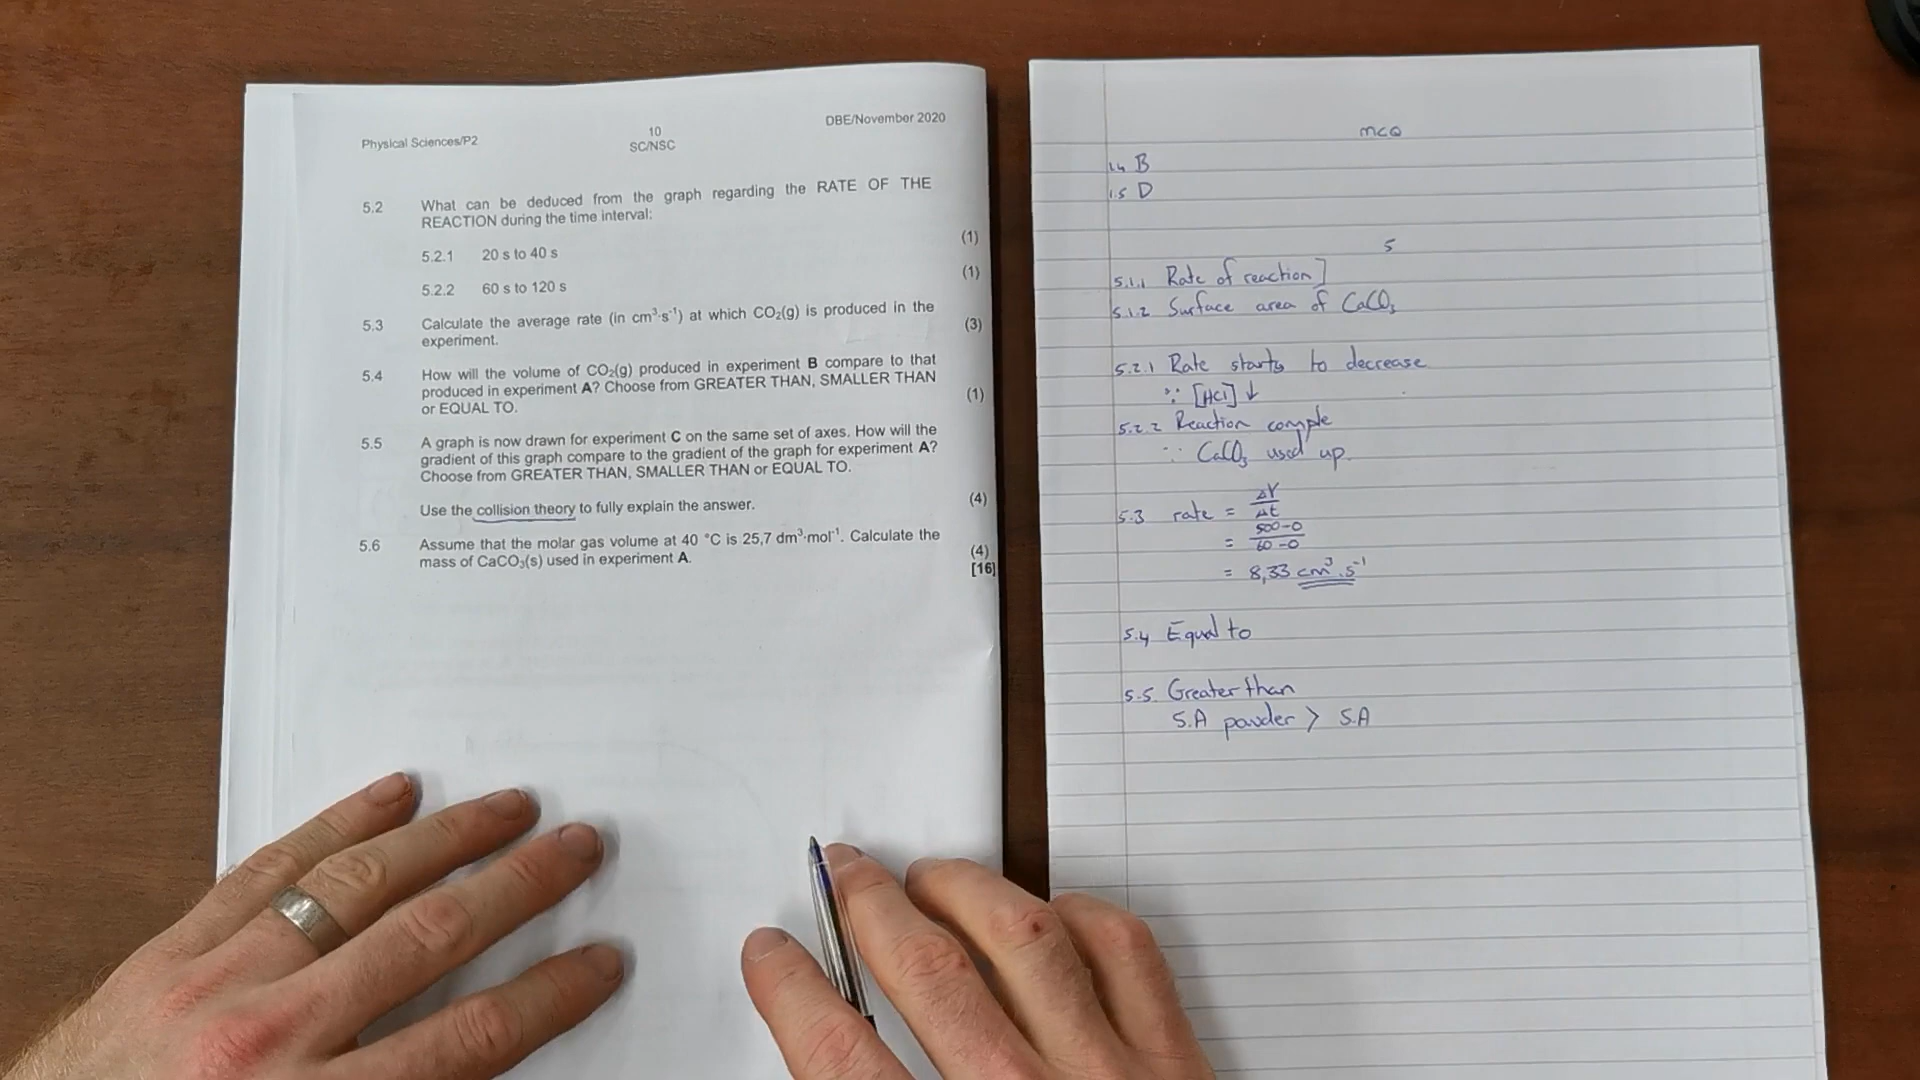 Physical Sciences/P2
10
SC/NSC
DBE/November 2020
5.2 What can be deduced from the graph regarding the RATE OF THE
REACTION during the time interval:
5.2.1 20 s to 40 s (1)
5.2.2 60 s to 120 s (1)
5.3 Calculate the average rate (in cm³·s⁻¹) at which CO₂(g) is produced in the
experiment. (3)
5.4 How will the volume of CO₂(g) produced in experiment B compare to that
produced in experiment A? Choose from GREATER THAN, SMALLER THAN
or EQUAL TO. (1)
5.5 A graph is now drawn for experiment C on the same set of axes. How will the
gradient of this graph compare to the gradient of the graph for experiment A?
Choose from GREATER THAN, SMALLER THAN or EQUAL TO.
Use the collision theory to fully explain the answer. (4)
5.6 Assume that the molar gas volume at 40 °C is 25,7 dm³·mol⁻¹. Calculate the
mass of CaCO₃(s) used in experiment A. (4)
[16]
MCQ
1.4 B
1.5 D
5
5.1.1 Rate of reaction]
5.1.2 Surface area of CaCO₃
5.2.1 Rate starts to decrease
∵ [HCl] ↓
5.2.2 Reaction comple
∵ CaCO₃ used up.
5.3 rate = ΔV/Δt
= 500-0/60-0
= 8,33 cm³.s⁻¹
5.4 Equal to
5.5. Greater than
S.A powder > S.A